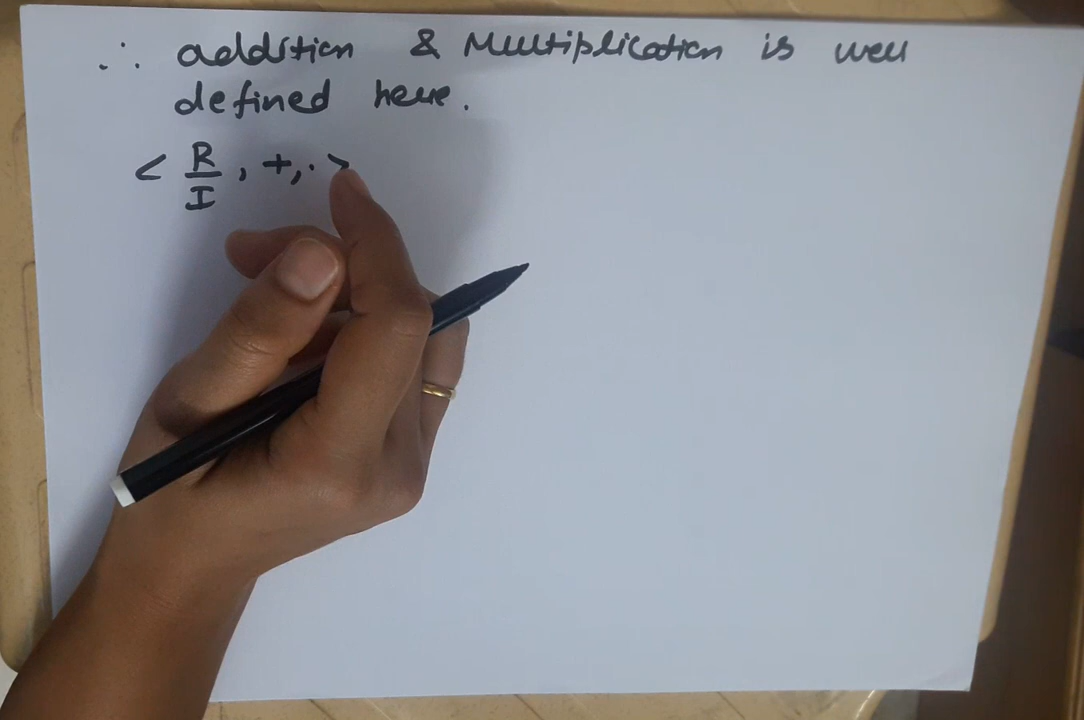 ∴ addition & Multiplication is well
defined here.
< R/I, +, · >